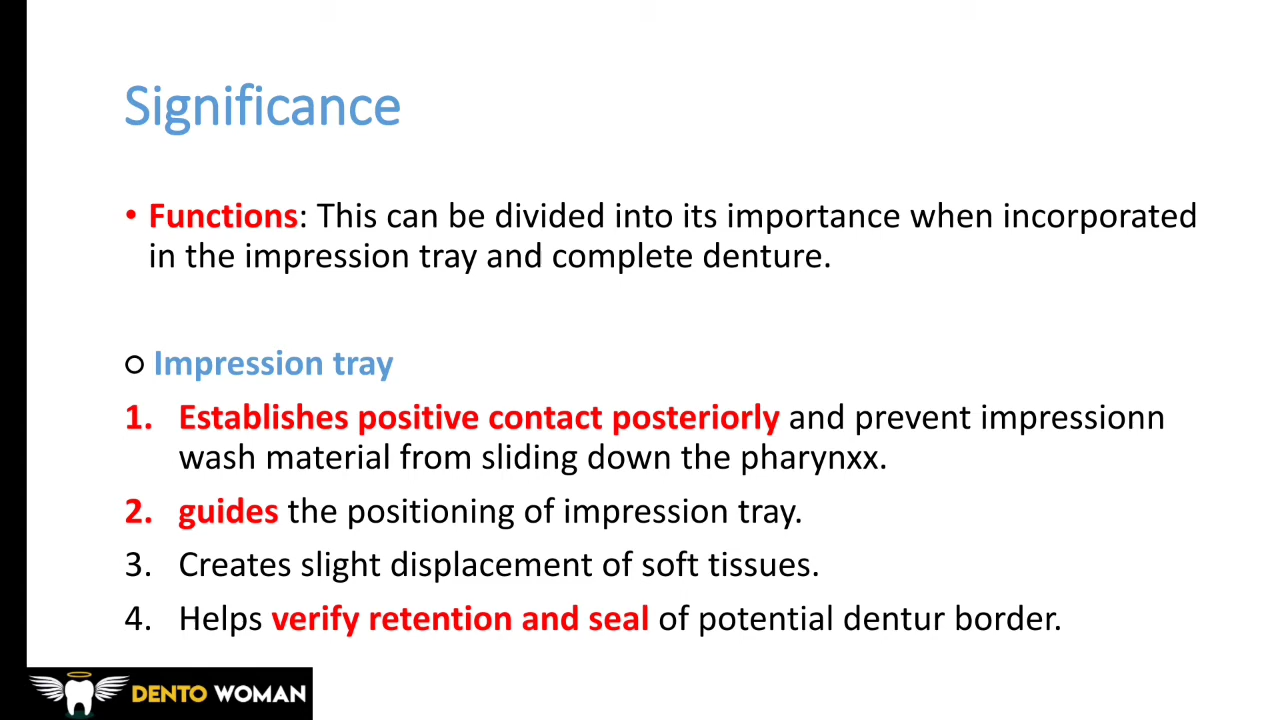 Significance
• Functions: This can be divided into its importance when incorporated
in the impression tray and complete denture.
○ Impression tray
1. Establishes positive contact posteriorly and prevent impressionn
wash material from sliding down the pharynxx.
2. guides the positioning of impression tray.
3. Creates slight displacement of soft tissues.
4. Helps verify retention and seal of potential dentur border.
DENTO WOMAN